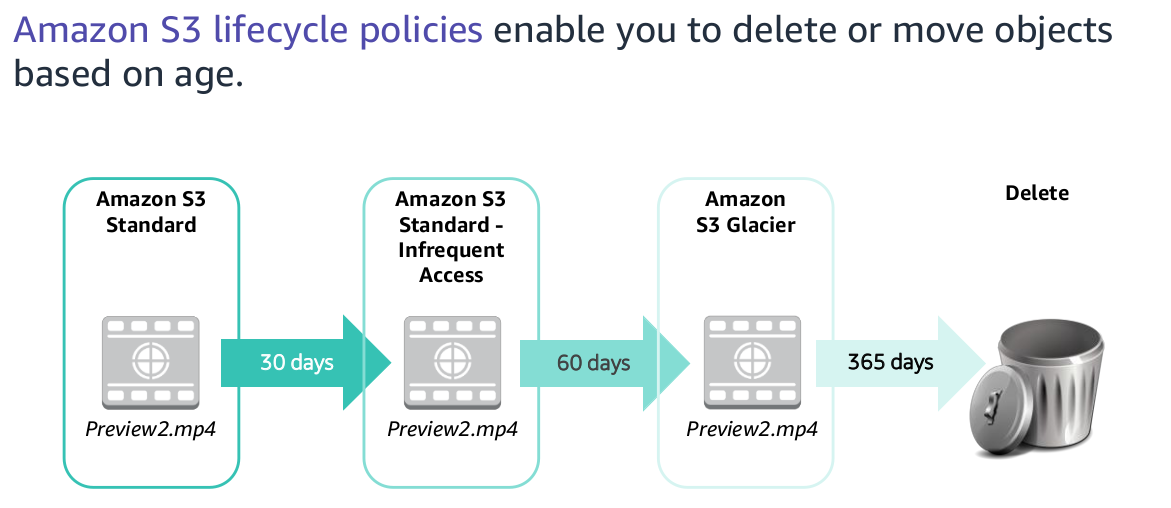 Amazon S3 lifecycle policies enable you to delete or move objects
based on age.
Amazon S3
Standard
Amazon S3
Standard -
Infrequent
Access
Amazon
S3 Glacier
Delete
30 days
60 days
365 days
Preview2.mp4
Preview2.mp4
Preview2.mp4